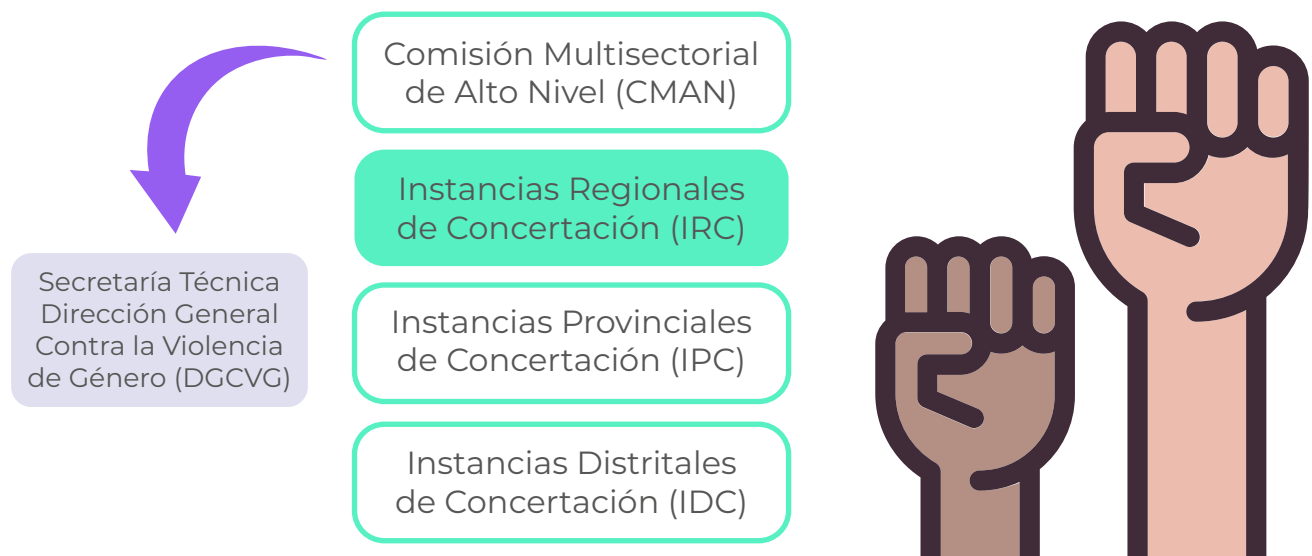 Comisión Multisectorial
de Alto Nivel (CMAN)
Instancias Regionales
de Concertación (IRC)
Secretaría Técnica
Dirección General
Contra la Violencia
de Género (DGCVG)
Instancias Provinciales
de Concertación (IPC)
Instancias Distritales
de Concertación (IDC)